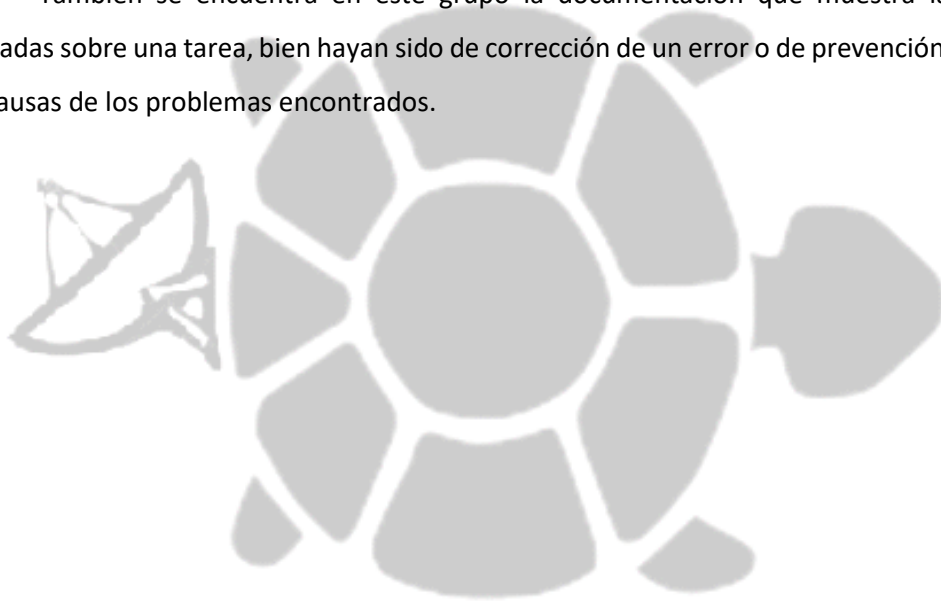 También se encuentra en este grupo la documentación que muestra
adas sobre una tarea, bien hayan sido de corrección de un error o de prevención
ausas de los problemas encontrados.